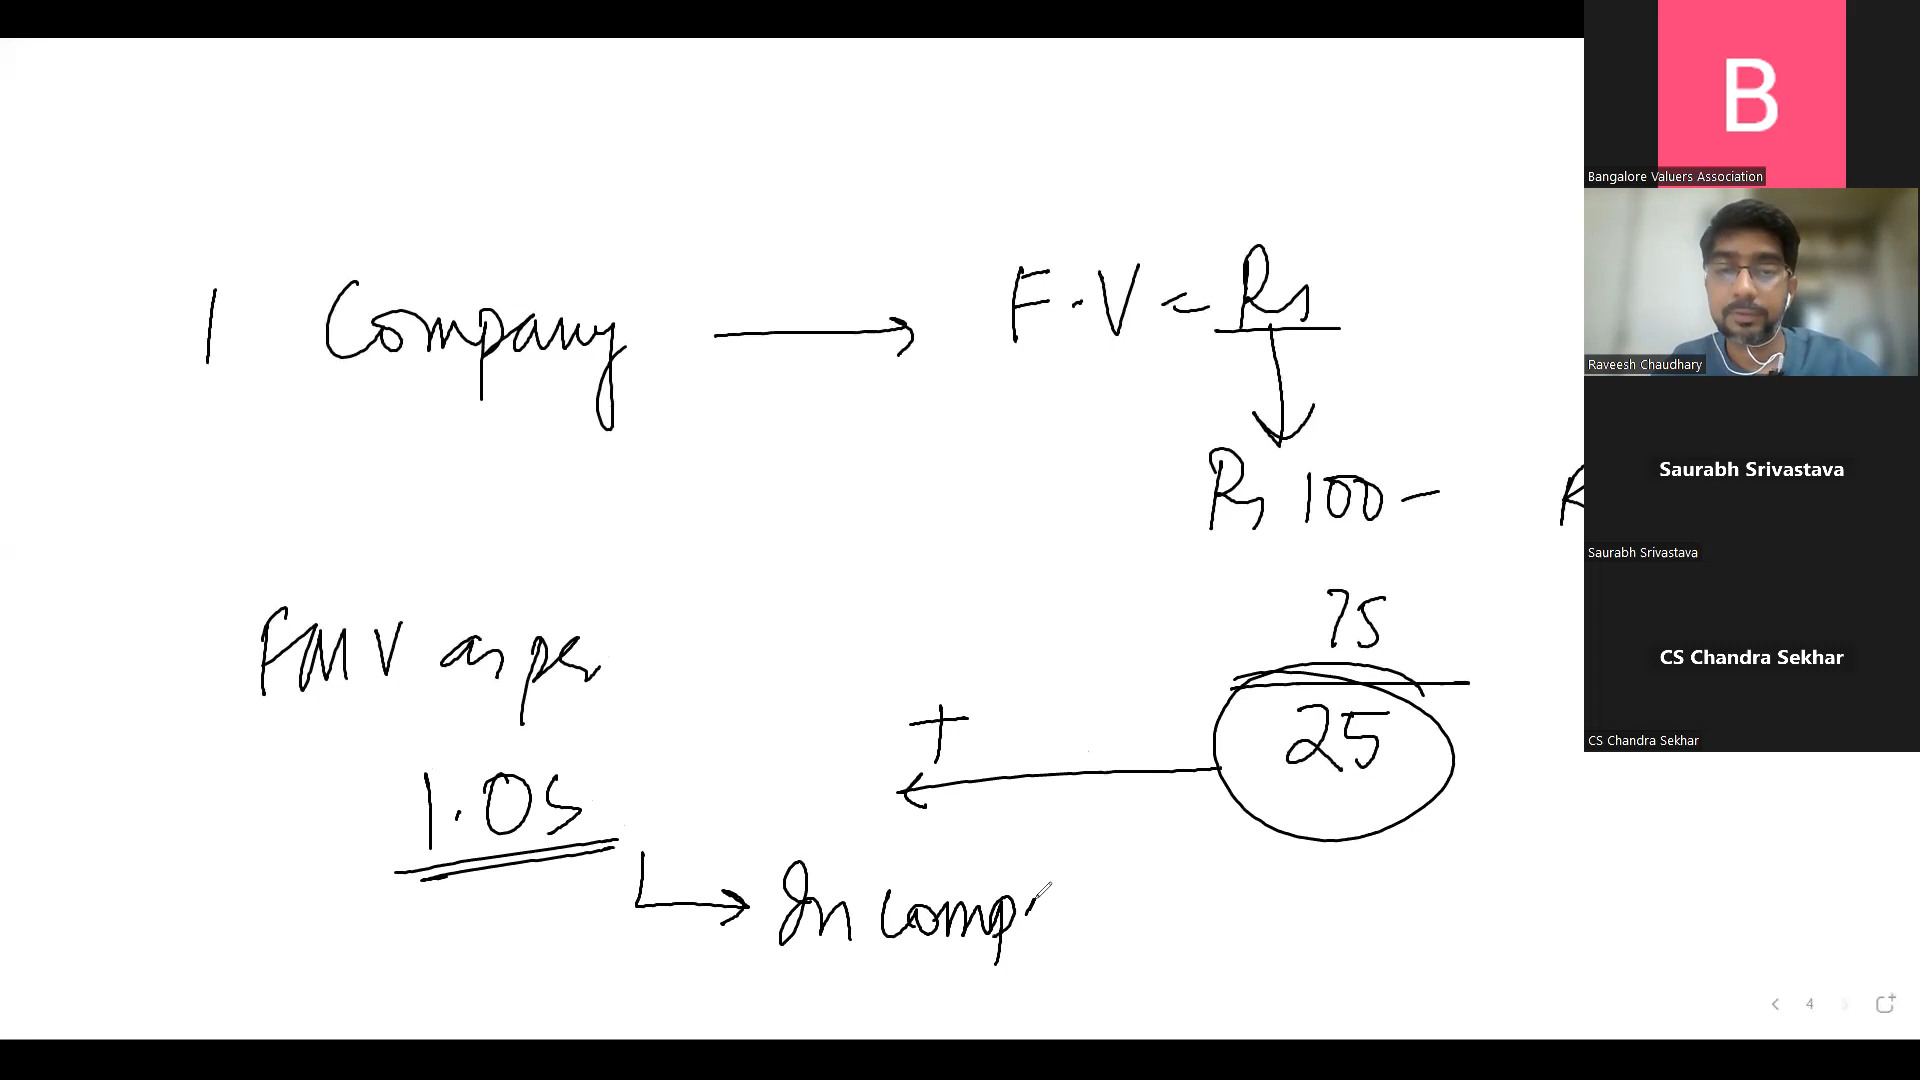 B
Bangalore Valuers Association
1 Company → F.V = Rs
Raveesh Chaudhary
Rs 100 -
Saurabh Srivastava
Saurabh Srivastava
75
FMV as per
CS Chandra Sekhar
+
25
CS Chandra Sekhar
1.05
In comp
4